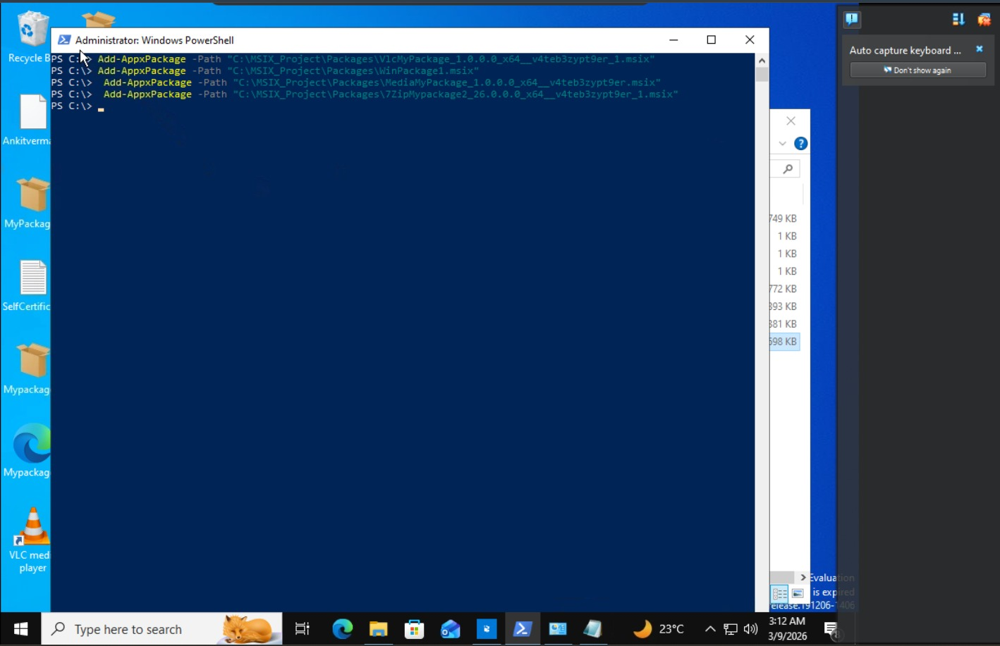 Recycle B
Ankitverma
MyPackag
SelfCertific
Mypackag
Mypackag
VLC med
player
Administrator: Windows PowerShell
PS C:\> Add-AppxPackage -Path "C:\MSIX_Project\Packages\VlcMyPackage_1.0.0.0_x64__v4teb3zypt9er_1.msix"
PS C:\> Add-AppxPackage -Path "C:\MSIX_Project\Packages\WinPackage1.msix"
PS C:\>  Add-AppxPackage -Path "C:\MSIX_Project\Packages\MediaMyPackage_1.0.0.0_x64__v4teb3zypt9er.msix"
PS C:\>  Add-AppxPackage -Path "C:\MSIX_Project\Packages\7ZipMypackage2_26.0.0.0_x64__v4teb3zypt9er_1.msix"
PS C:\>
749 KB
1 KB
1 KB
1 KB
772 KB
393 KB
381 KB
598 KB
Evaluation
is expired
release.191206-1406
Auto capture keyboard ...
Don't show again
Type here to search
23°C
3:12 AM
3/9/2026